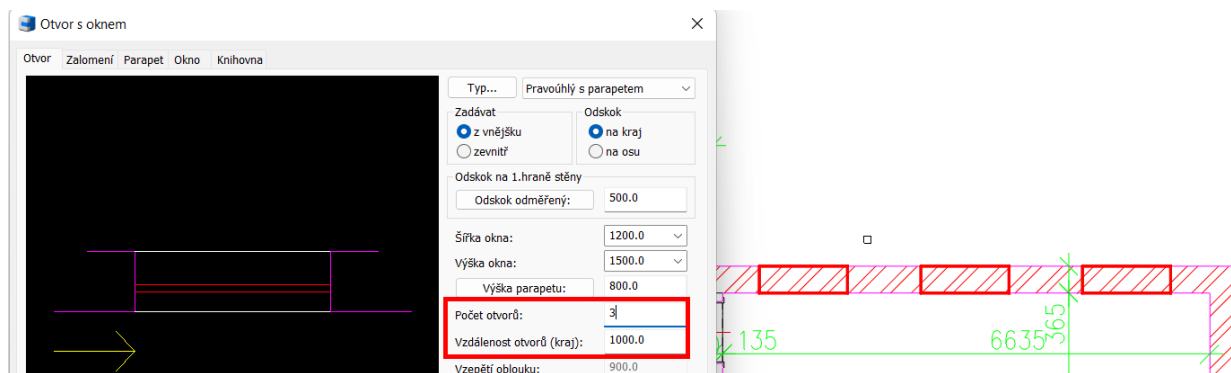 Otvor s oknem
Otvor Zalomení Parapet Okno Knihovna
Typ... Pravoúhlý s parapetem
Zadávat
z vnějšku
zevnitř
Odskok
na kraj
na osu
Odskok na 1.hraně stěny
Odskok odměřený: 500.0
Šířka okna: 1200.0
Výška okna: 1500.0
Výška parapetu: 800.0
Počet otvorů: 3
Vzdálenost otvorů (kraj): 1000.0
Vzepětí oblouku: 900.0
135
6635
365